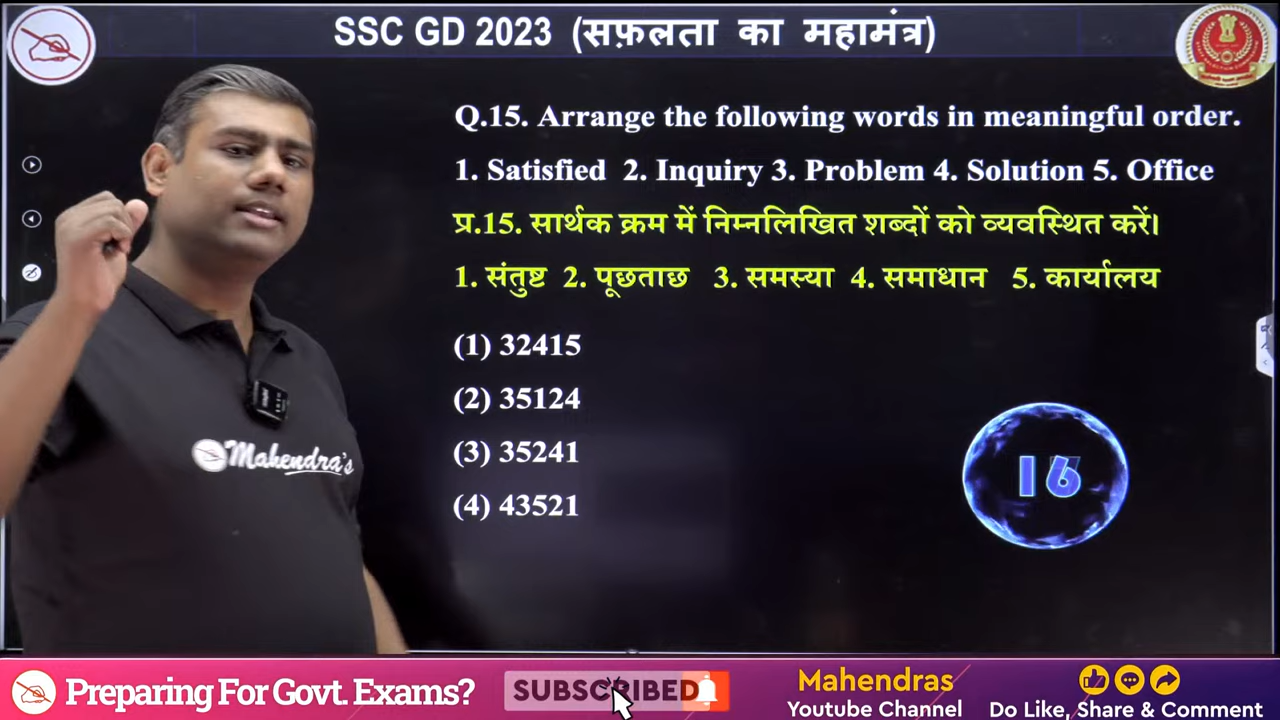 SSC GD 2023 (सफ़लता का महामंत्र)
Q.15. Arrange the following words in meaningful order.
1. Satisfied 2. Inquiry 3. Problem 4. Solution 5. Office
प्र.15. सार्थक क्रम में निम्नलिखित शब्दों को व्यवस्थित करें।
1. संतुष्ट 2. पूछताछ 3. समस्या 4. समाधान 5. कार्यालय
(1) 32415
(2) 35124
(3) 35241
(4) 43521
16
Mahendra's
Preparing For Govt. Exams?
SUBSCRIBED
Mahendras
Youtube Channel
Do Like, Share & Comment